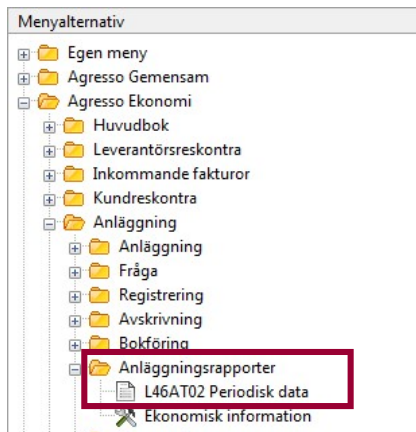 Menyalternativ
Egen meny
Agresso Gemensam
Agresso Ekonomi
Huvudbok
Leverantörsreskontra
Inkommande fakturor
Kundreskontra
Anläggning
Anläggning
Fråga
Registrering
Avskrivning
Bokföring
Anläggningsrapporter
L46AT02 Periodisk data
Ekonomisk information